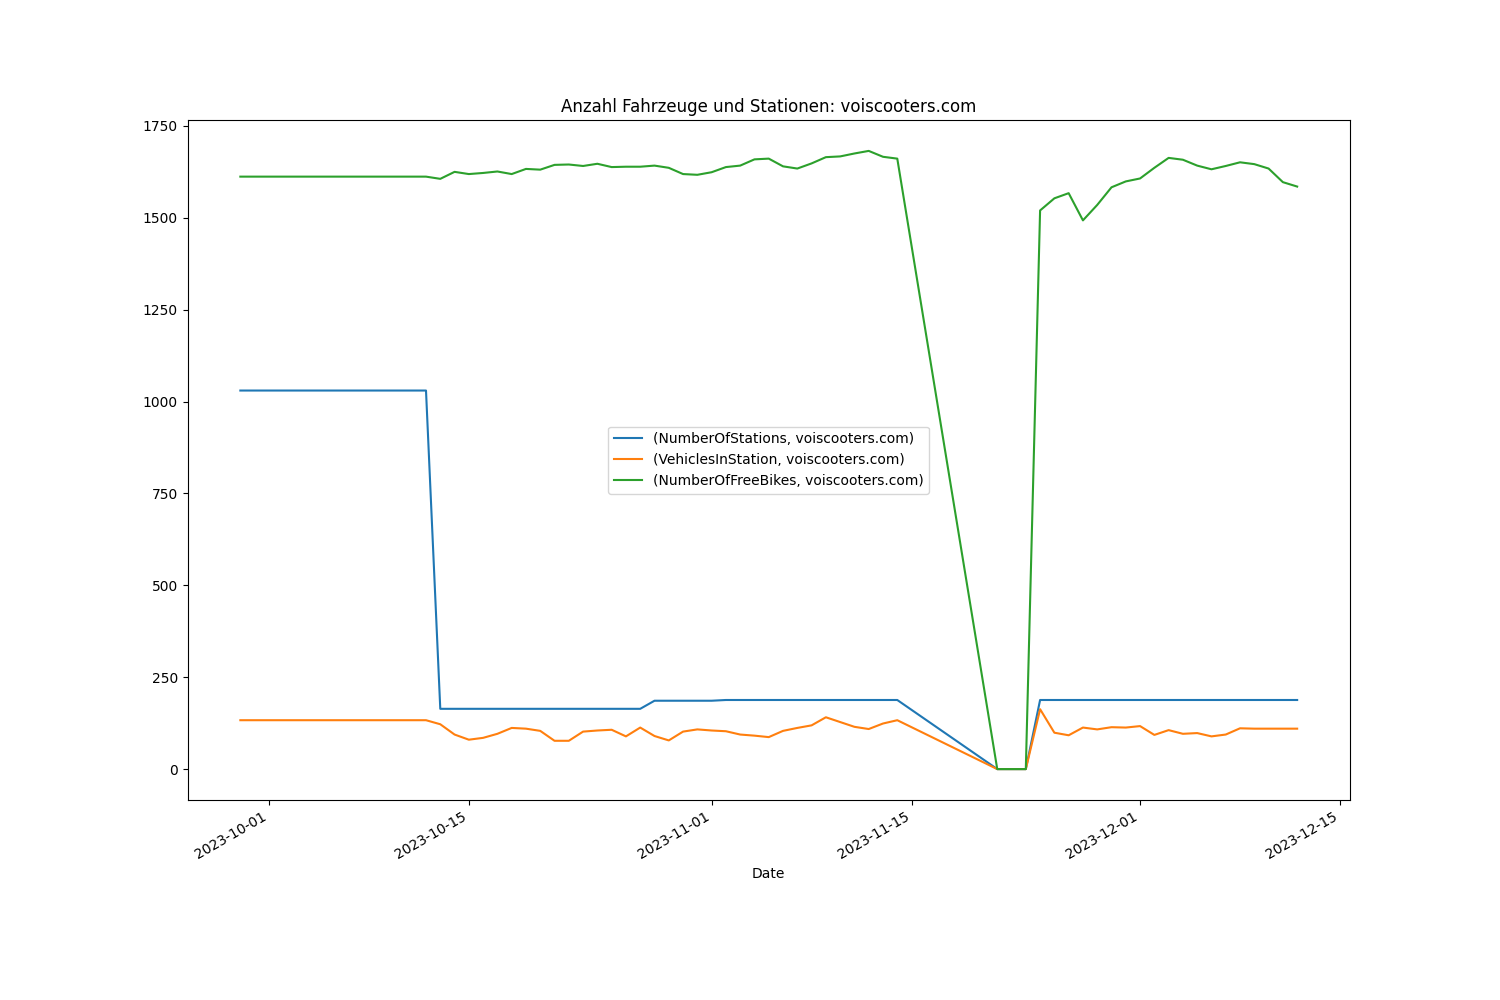 Anzahl Fahrzeuge und Stationen: voiscooters.com
1750
1500
1250
1000
750
500
250
0
(NumberOfStations, voiscooters.com)
(VehiclesInStation, voiscooters.com)
(NumberOfFreeBikes, voiscooters.com)
2023-10-01
2023-10-15
2023-11-01
2023-11-15
2023-12-01
2023-12-15
Date